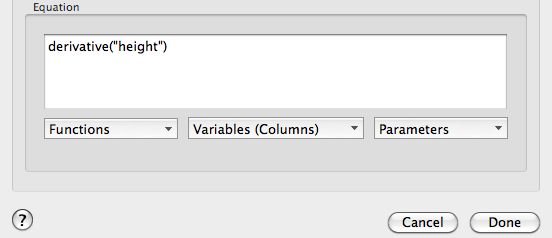 Equation
derivative("height")
Functions Variables (Columns) Parameters
? Cancel Done